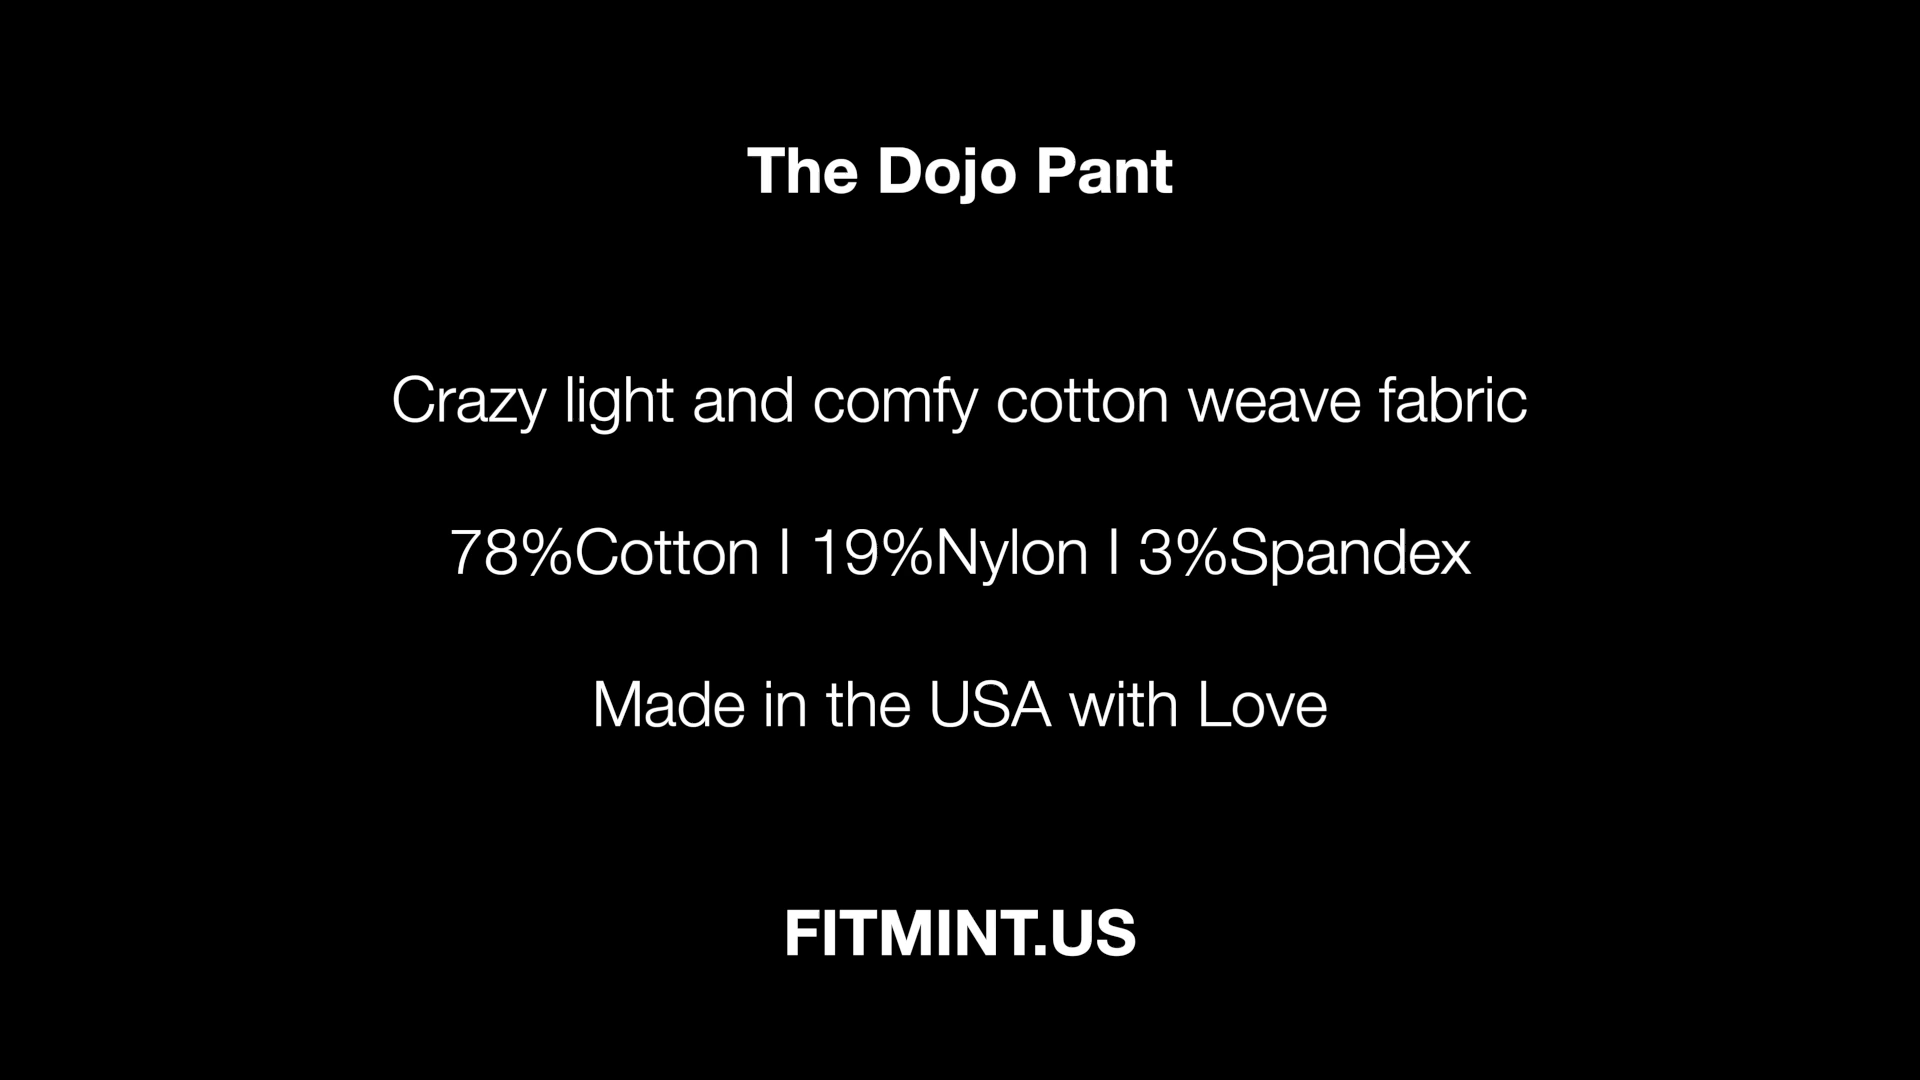 The Dojo Pant
Crazy light and comfy cotton weave fabric
78%Cotton I 19%Nylon I 3%Spandex
Made in the USA with Love
FITMINT.US